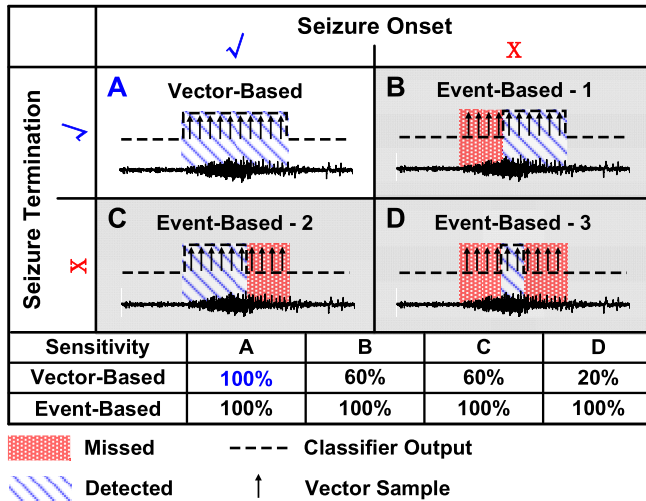 Seizure Onset
√
X
Seizure Termination
√
X
A
Vector-Based
B
Event-Based - 1
C
Event-Based - 2
D
Event-Based - 3
Sensitivity A B C D
Vector-Based 100% 60% 60% 20%
Event-Based 100% 100% 100% 100%
Missed
Classifier Output
Detected
Vector Sample